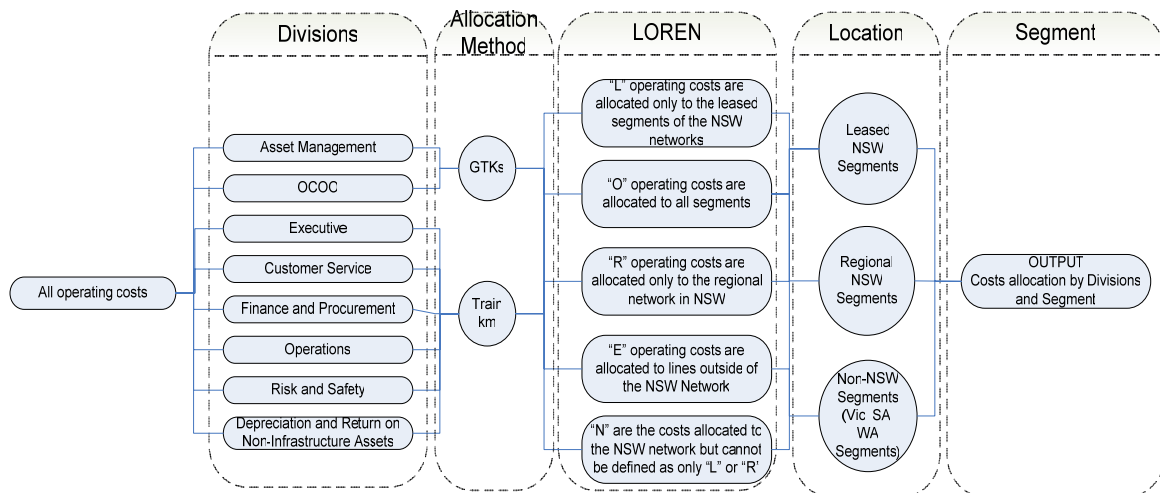 Divisions
Allocation
Method
LOREN
Location
Segment
All operating costs
Asset Management
OCOC
Executive
Customer Service
Finance and Procurement
Operations
Risk and Safety
Depreciation and Return on
Non-Infrastructure Assets
GTKs
Train
km
"L" operating costs are
allocated only to the leased
segments of the NSW
networks
"O" operating costs are
allocated to all segments
"R" operating costs are
allocated only to the regional
network in NSW
"E" operating costs are
allocated to lines outside of
the NSW Network
"N" are the costs allocated to
the NSW network but cannot
be defined as only "L" or "R'
Leased
NSW
Segments
Regional
NSW
Segments
Non-NSW
Segments
(Vic SA
WA
Segments)
OUTPUT
Costs allocation by Divisions
and Segment